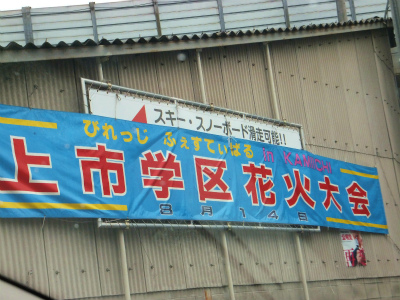 スキー・スノーボード滑走可能!!
びれっじ ふぇすてぃばる in KAMIICHI
上市学区花火大会
8月14日